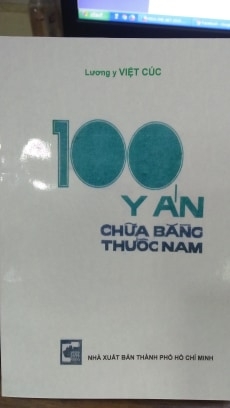 Lương y VIỆT CÚC
100
Y ÁN
CHỮA BẰNG
THUỐC NAM
NHÀ XUẤT BẢN THÀNH PHỐ HỒ CHÍ MINH